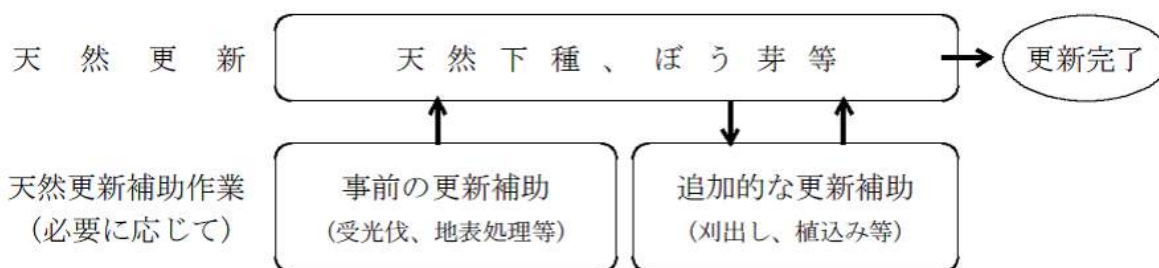 天然更新
天然下種、ぼう芽等
更新完了
天然更新補助作業
(必要に応じて)
事前の更新補助
(受光伐、地表処理等)
追加的な更新補助
(刈出し、植込み等)